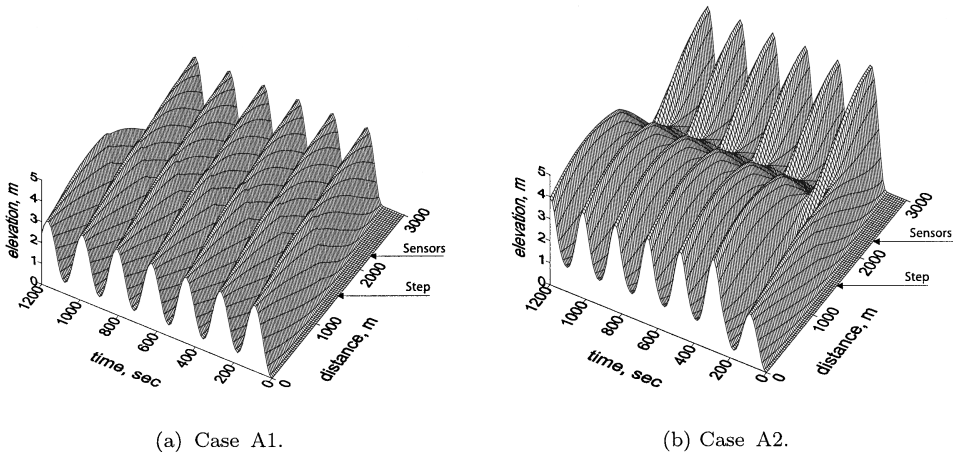 elevation, m
5
4
3
2
1
0
1200
1000
800
600
400
200
0
time, sec
0
1000
2000
3000
distance, m
Sensors
Step
(a) Case A1.
elevation, m
5
4
3
2
1
0
1200
1000
800
600
400
200
0
time, sec
0
1000
2000
3000
distance, m
Sensors
Step
(b) Case A2.